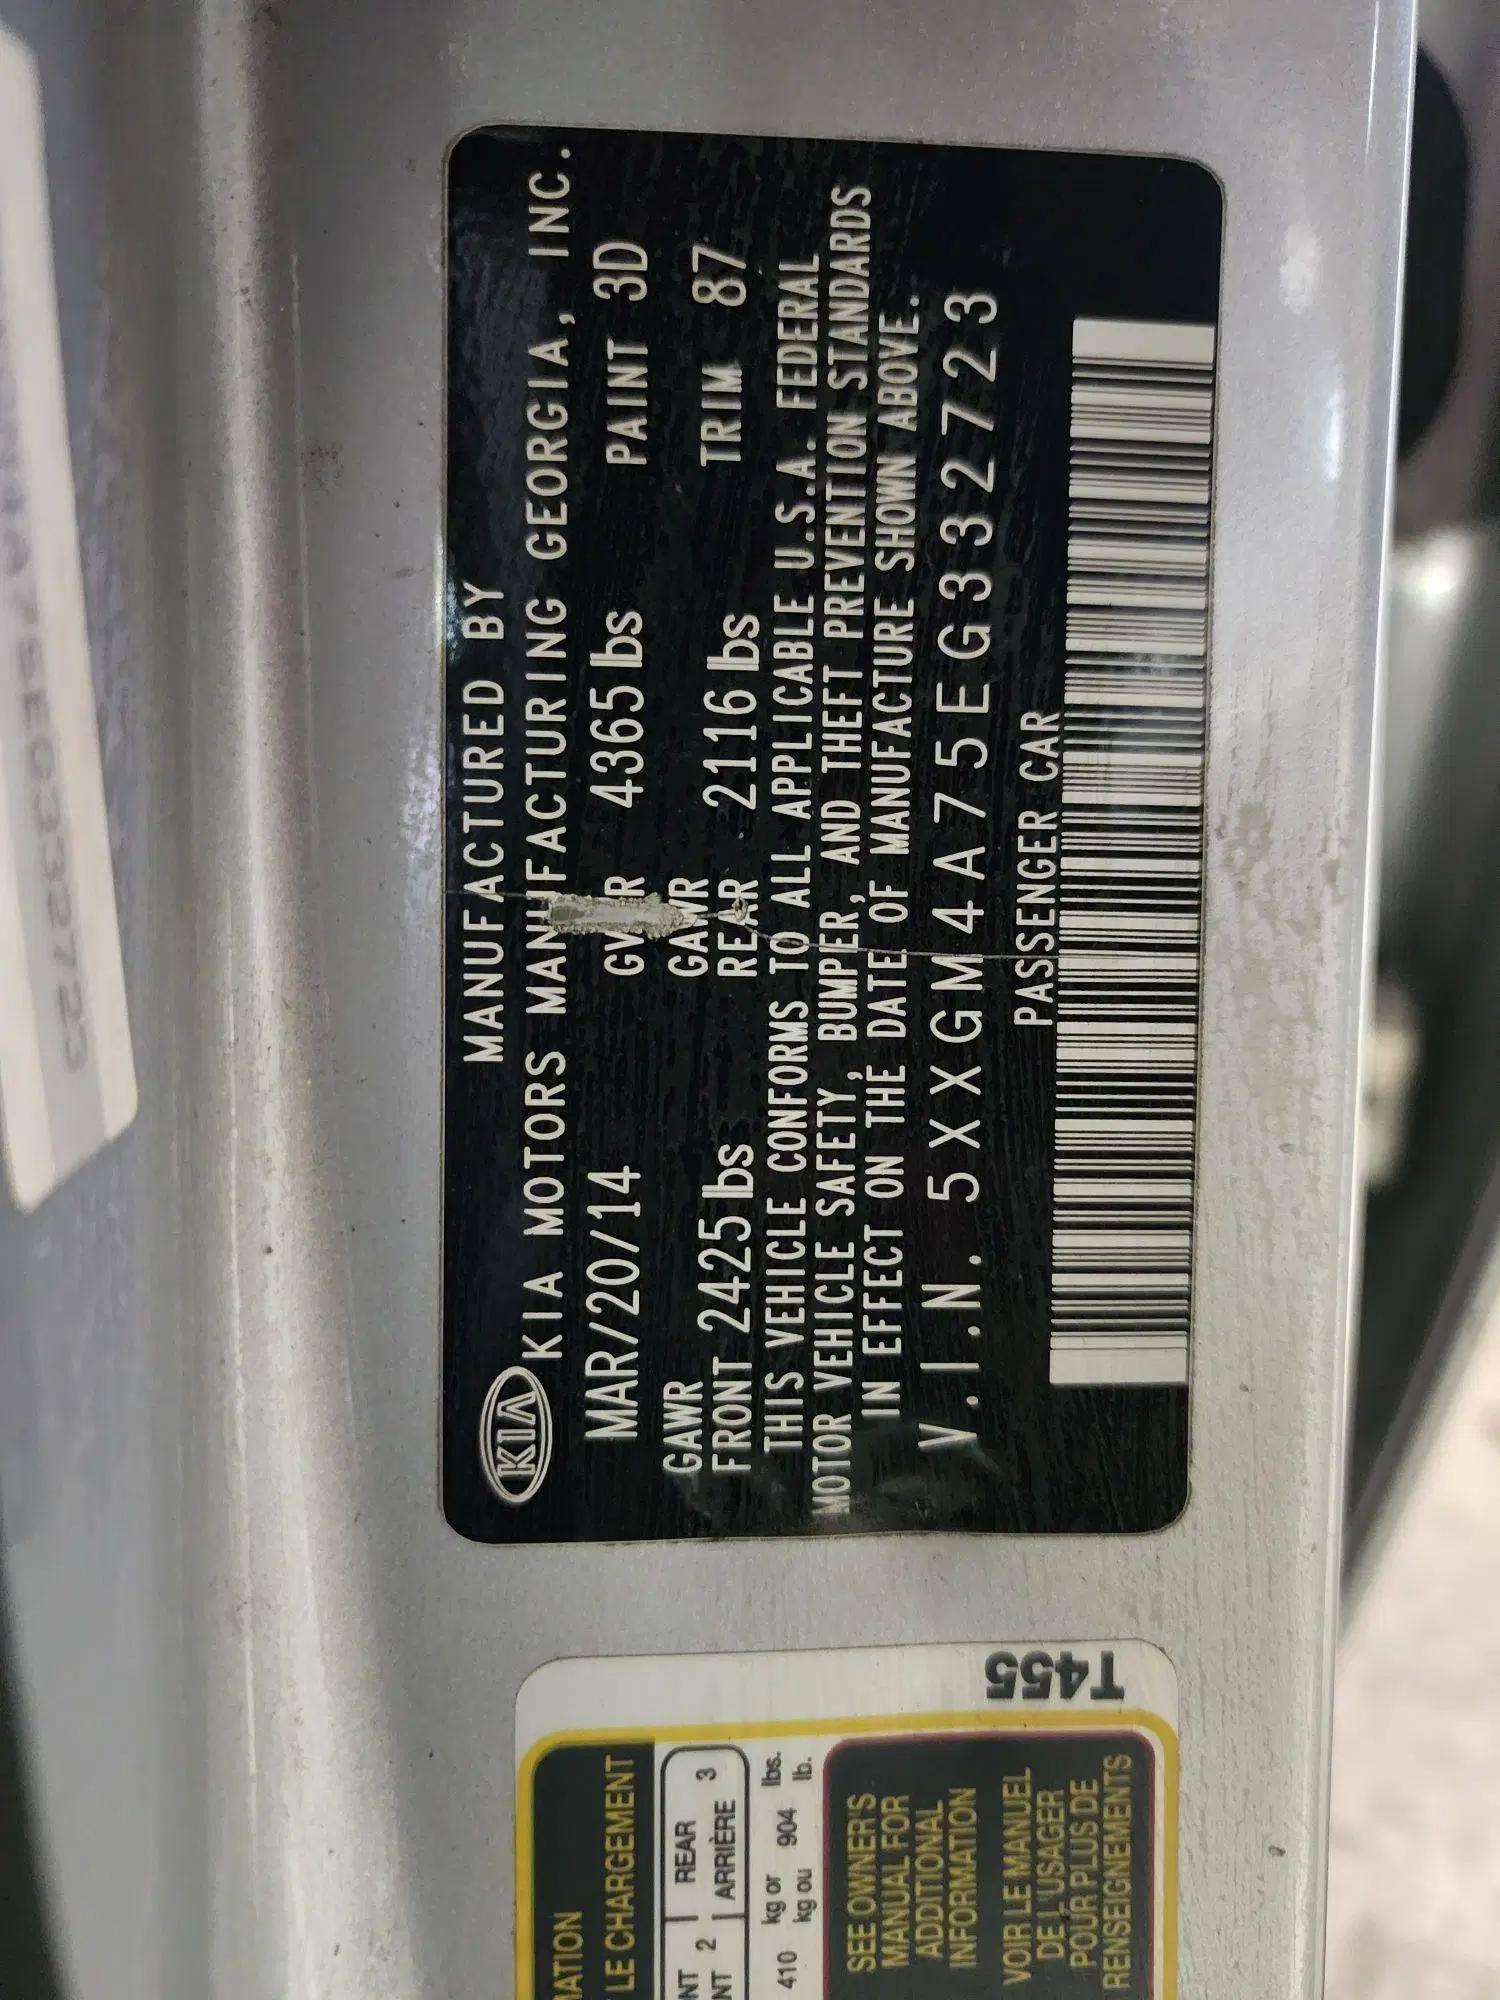 MANUFACTURED BY
KIA KIA MOTORS MANUFACTURING GEORGIA, INC.
MAR/20/14 GVWR 4365 lbs PAINT 3D
GAWR GAWR
FRONT 2425 lbs REAR 2116 lbs TRIM 87
THIS VEHICLE CONFORMS TO ALL APPLICABLE U.S.A. FEDERAL
MOTOR VEHICLE SAFETY, BUMPER, AND THEFT PREVENTION STANDARDS
IN EFFECT ON THE DATE OF MANUFACTURE SHOWN ABOVE.
V.I.N. 5XXGM4A75EG332723
PASSENGER CAR
T455
LE CHARGEMENT
2 REAR
ARRIÈRE 3
410 kg or 904 lbs.
kg ou lb.
SEE OWNER'S
MANUAL FOR
ADDITIONAL
INFORMATION
VOIR LE MANUEL
DE L'USAGER
POUR PLUS DE
RENSEIGNEMENTS